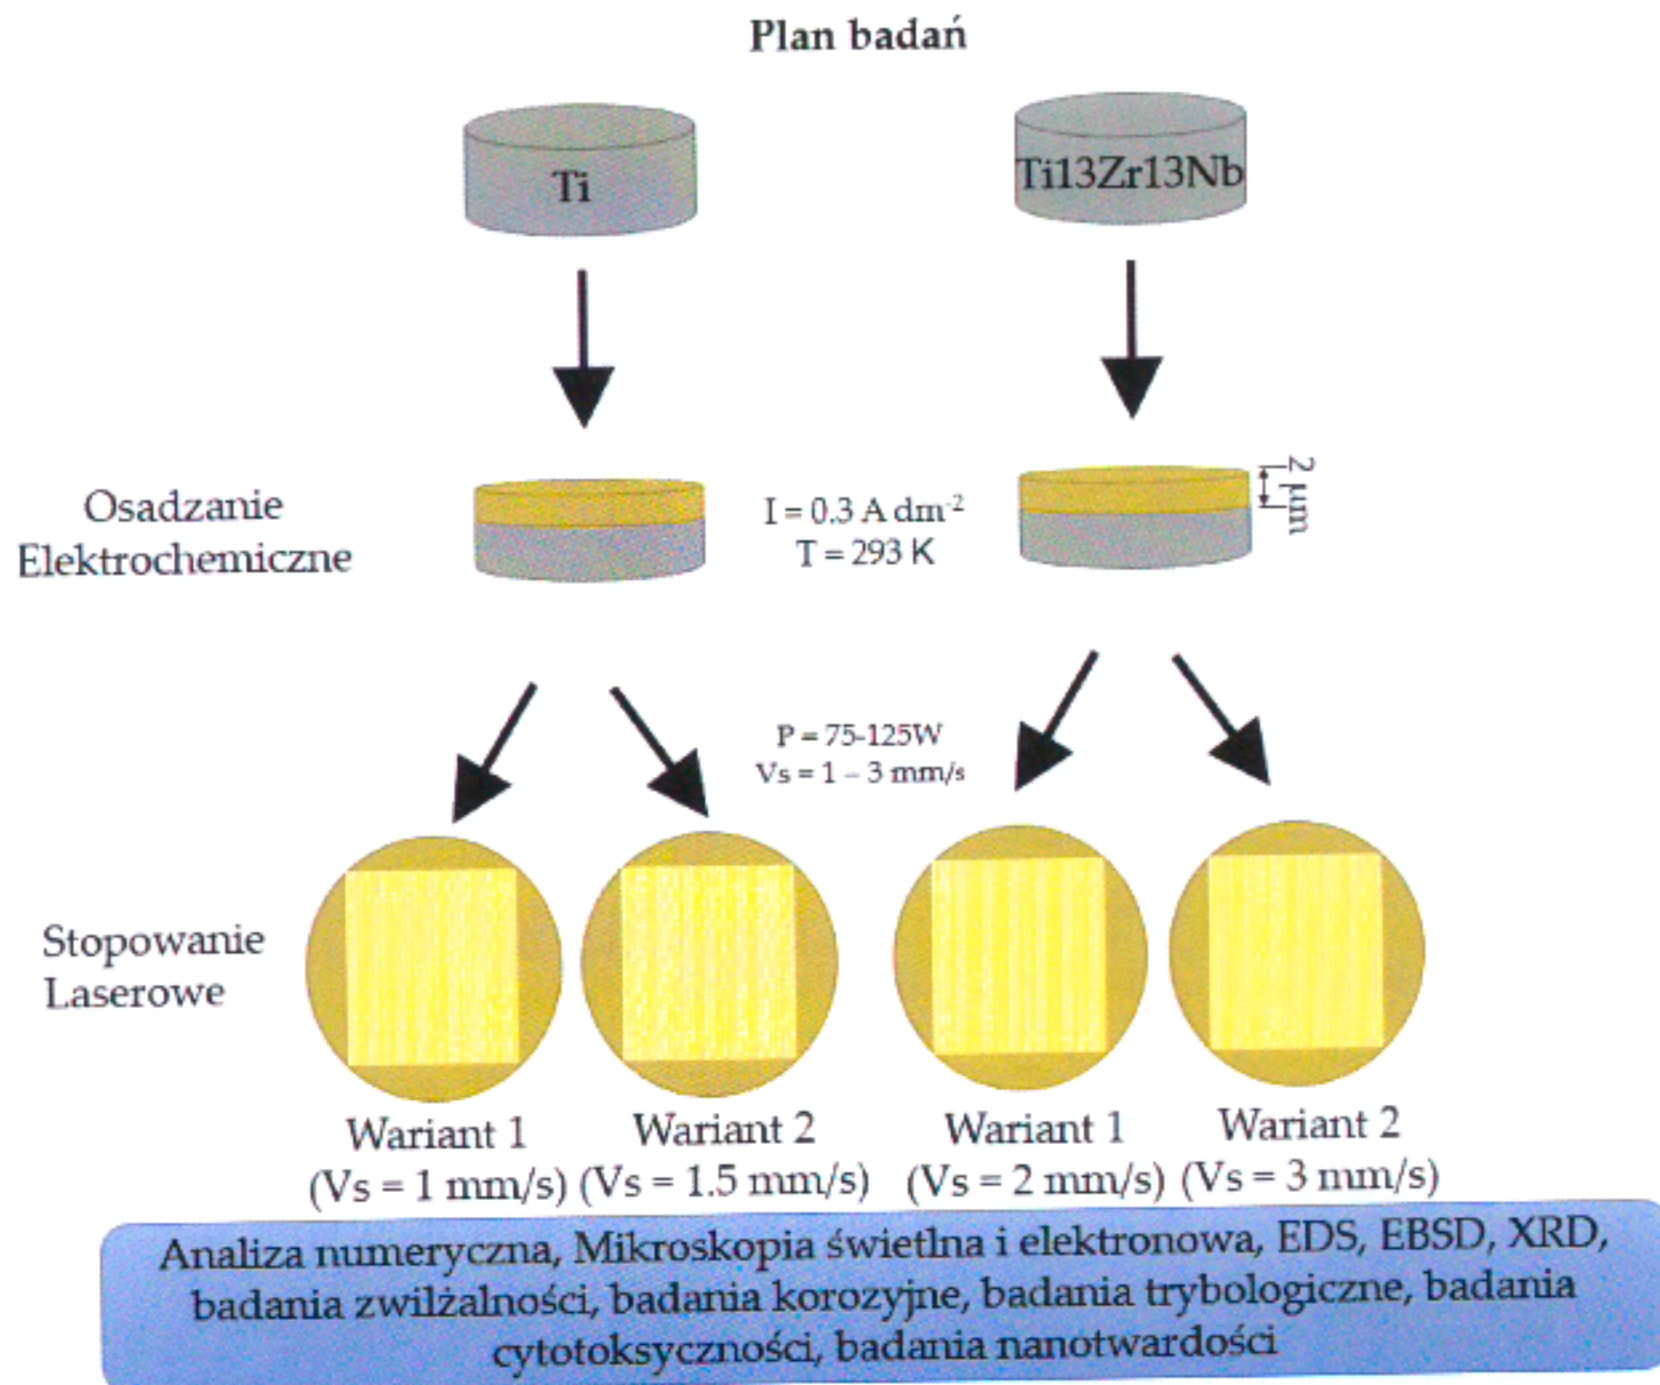 Plan badań
Ti
Ti13Zr13Nb
Osadzanie
Elektrochemiczne
I = 0.3 A dm⁻²
T = 293 K
2 µm
P = 75-125W
Vs = 1 – 3 mm/s
Stopowanie
Laserowe
Wariant 1
(Vs = 1 mm/s)
Wariant 2
(Vs = 1.5 mm/s)
Wariant 1
(Vs = 2 mm/s)
Wariant 2
(Vs = 3 mm/s)
Analiza numeryczna, Mikroskopia świetlna i elektronowa, EDS, EBSD, XRD,
badania zwilżalności, badania korozyjne, badania trybologiczne, badania
cytotoksyczności, badania nanotwardości